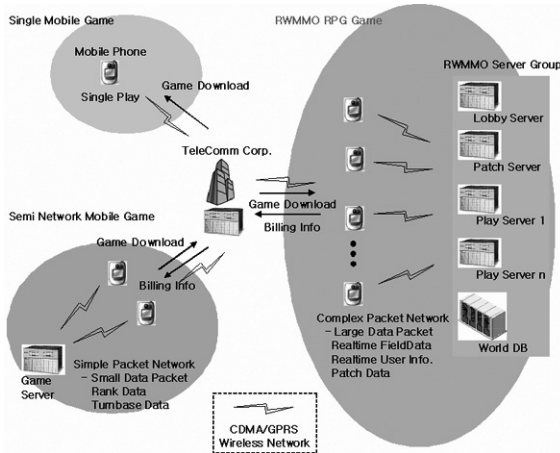 Single Mobile Game
Mobile Phone
Single Play
Game Download
TeleComm Corp.
Game Download
Billing Info
Semi Network Mobile Game
Game Download
Billing Info
Game
Server
Simple Packet Network
- Small Data Packet
Rank Data
Turnbase Data
RWMMO RPG Game
RWMMO Server Group
Lobby Server
Patch Server
Play Server 1
Play Server n
World DB
Complex Packet Network
- Large Data Packet
Realtime FieldData
Realtime User Info.
Patch Data
CDMA/GPRS
Wireless Network